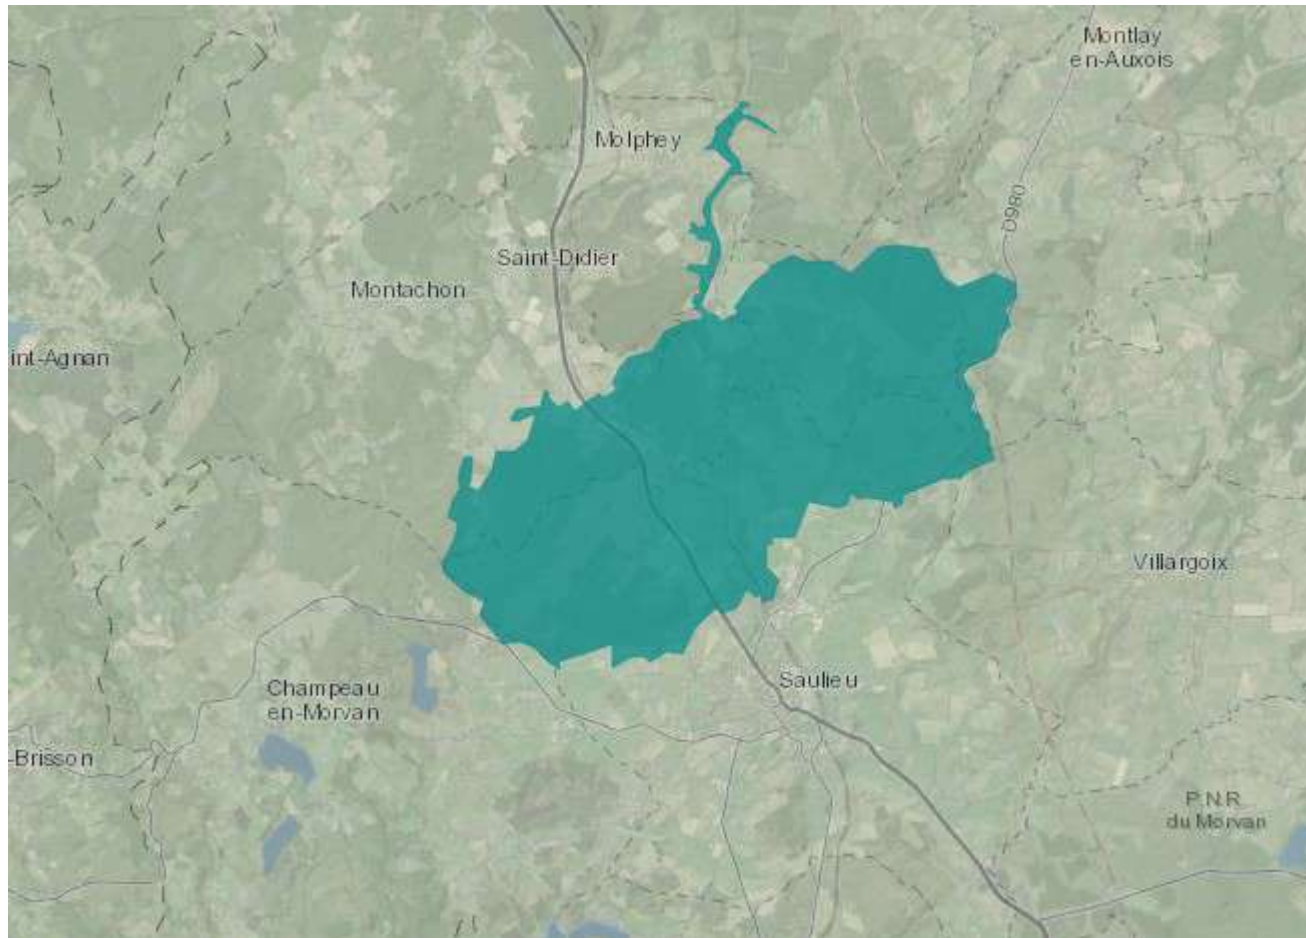 Montlay
en-Auxois
Molphey
D980
Saint-Didier
Montachon
int-Agnan
Villargoix
Saulieu
Champeau
en-Morvan
-Brisson
P.N.R.
du Morvan